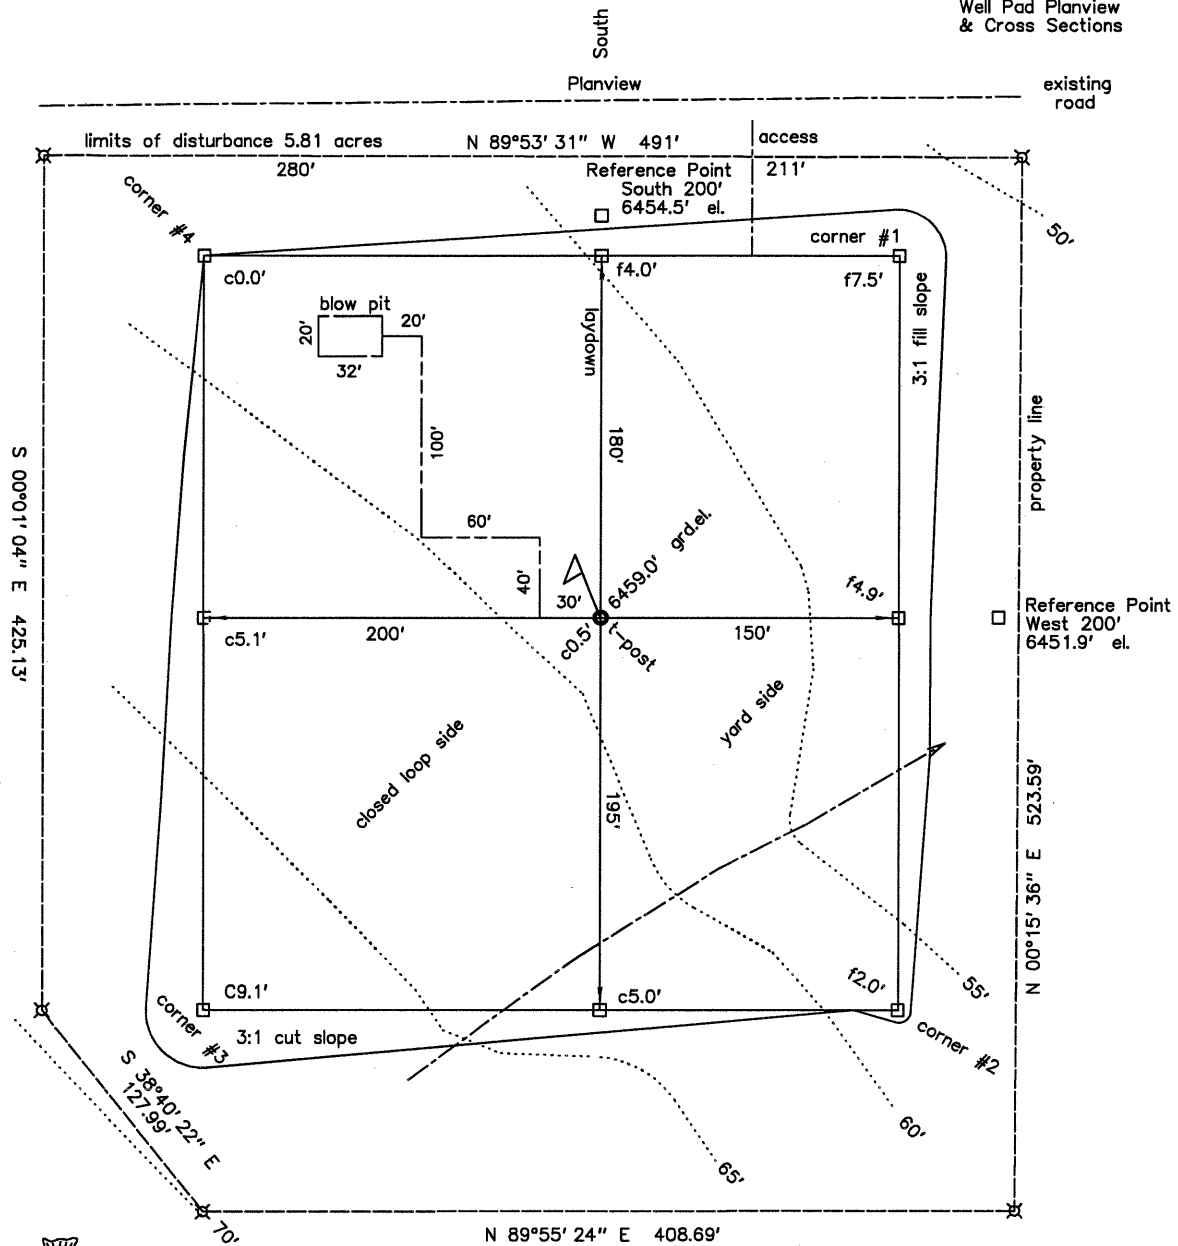 Well Pad Planview
& Cross Sections
South
Planview
existing
road
limits of disturbance 5.81 acres
N 89°53'31" W 491'
access
280'
Reference Point
South 200'
6454.5' el.
211'
corner #4
corner #1
50'
c0.0'
f4.0'
f7.5'
blow pit
20'
20'
32'
laydown
3:1 fill slope
100'
180'
property line
S 00°01'04" E 425.13'
60'
40'
30'
6459.0' grd.el.
f4.9'
Reference Point
West 200'
6451.9' el.
c5.1'
200'
c0.5'
t-post
150'
closed loop side
yard side
195'
N 00°15'36" E 523.59'
C9.1'
c5.0'
f2.0'
55'
corner #3
3:1 cut slope
corner #2
S 38°40'22" E
127.99'
60'
65'
70'
N 89°55'24" E 408.69'